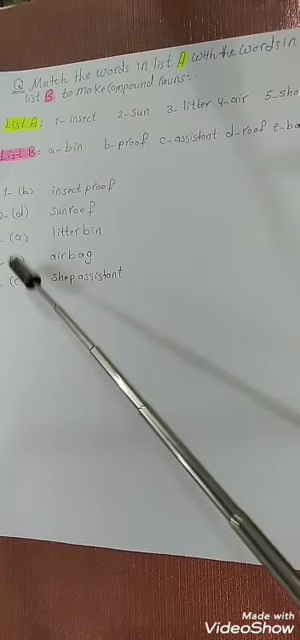 Q Match the words in list A with the words in
list B to make compound nouns:-
List A: 1- insect 2- sun 3- litter 4- air 5- sho
List B: a- bin b- proof c- assistant d- roof e- ba
1- (b) insect proof
- (d) sunroof
- (a) litter bin
airbag
(c shop assistant
Made with
VideoShow